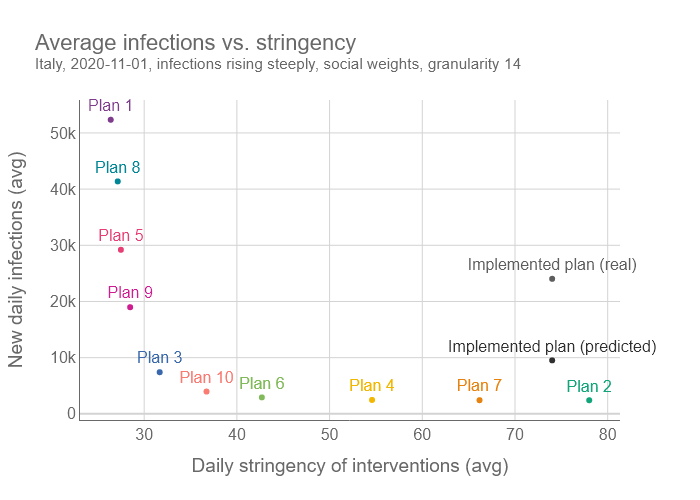 Average infections vs. stringency
Italy, 2020-11-01, infections rising steeply, social weights, granularity 14
New daily infections (avg)
50k
40k
30k
20k
10k
0
Plan 1
Plan 8
Plan 5
Implemented plan (real)
Plan 9
Implemented plan (predicted)
Plan 3
Plan 10
Plan 6
Plan 4
Plan 7
Plan 2
30 40 50 60 70 80
Daily stringency of interventions (avg)